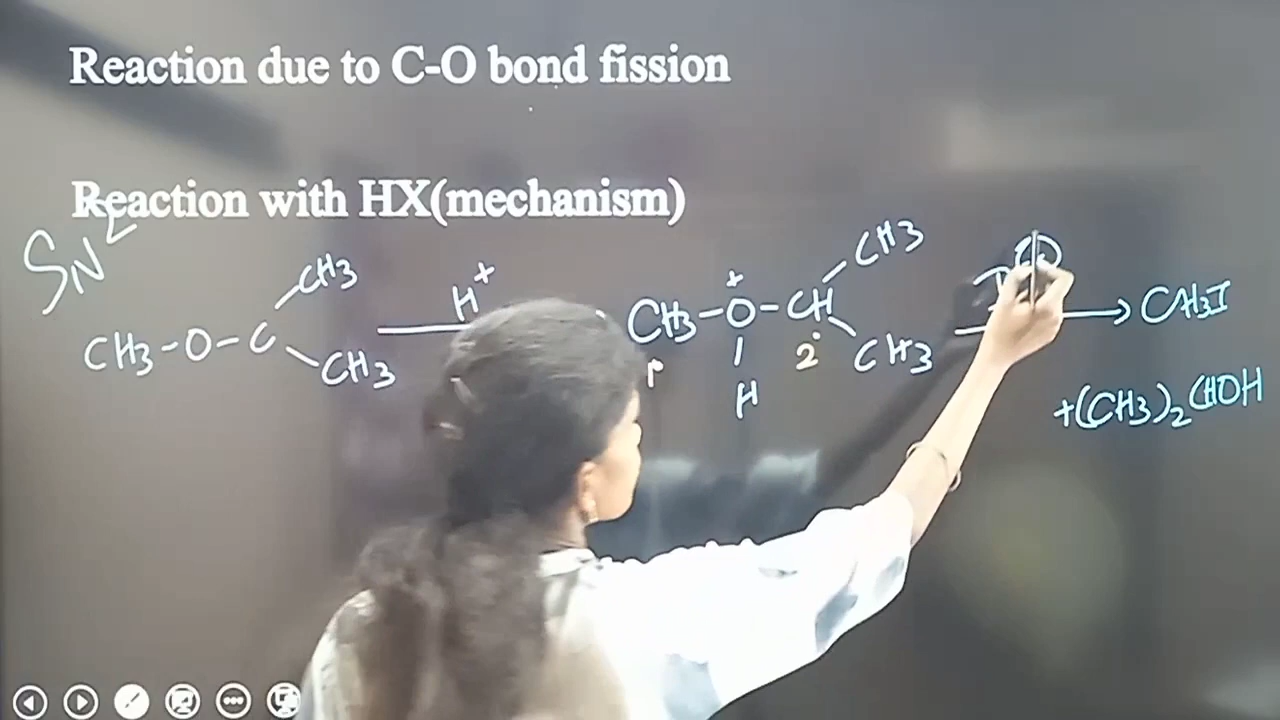 Reaction due to C-O bond fission
Reaction with HX(mechanism)
SN2
CH3-O-C
CH3
CH3
H+
CH3-O-CH
+
H
CH3
CH3
1°
2°
CH3I
+(CH3)2CHOH